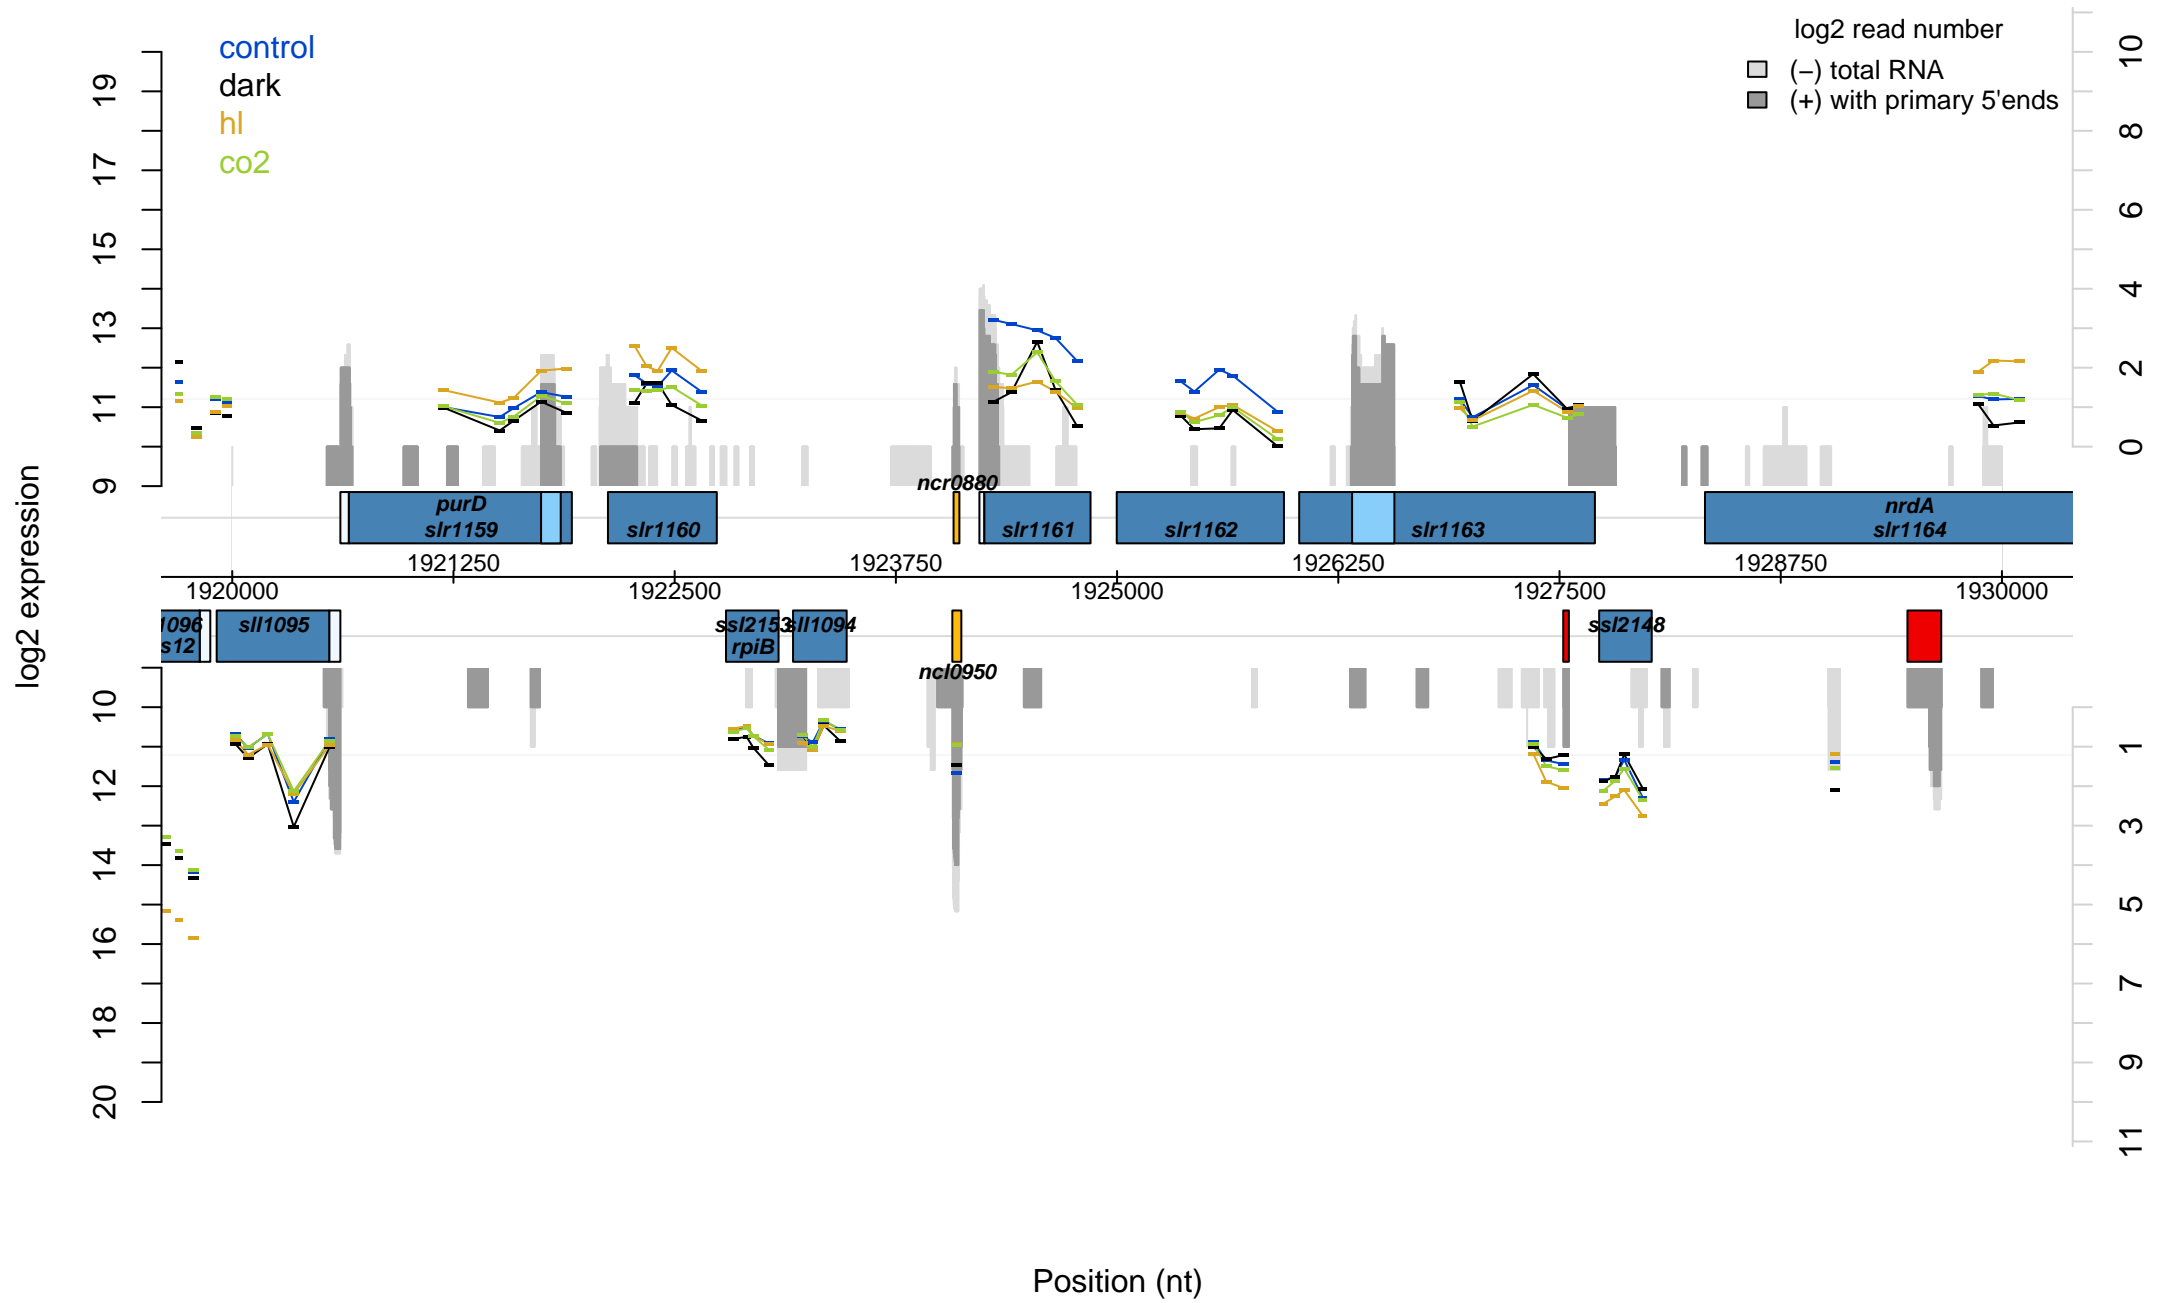 control
dark
hl
co2
log2 read number
(−) total RNA
(+) with primary 5'ends
19
17
15
13
11
9
10
8
6
4
2
0
log2 expression
ncr0880
purD
slr1159
slr1160
slr1161
slr1162
slr1163
nrdA
slr1164
1921250
1923750
1926250
1928750
1920000
1922500
1925000
1927500
1930000
1096
s12
sll1095
ssl2153
rpiB
sll1094
ssl2148
ncl0950
10
12
14
16
18
20
1
3
5
7
9
11
Position (nt)